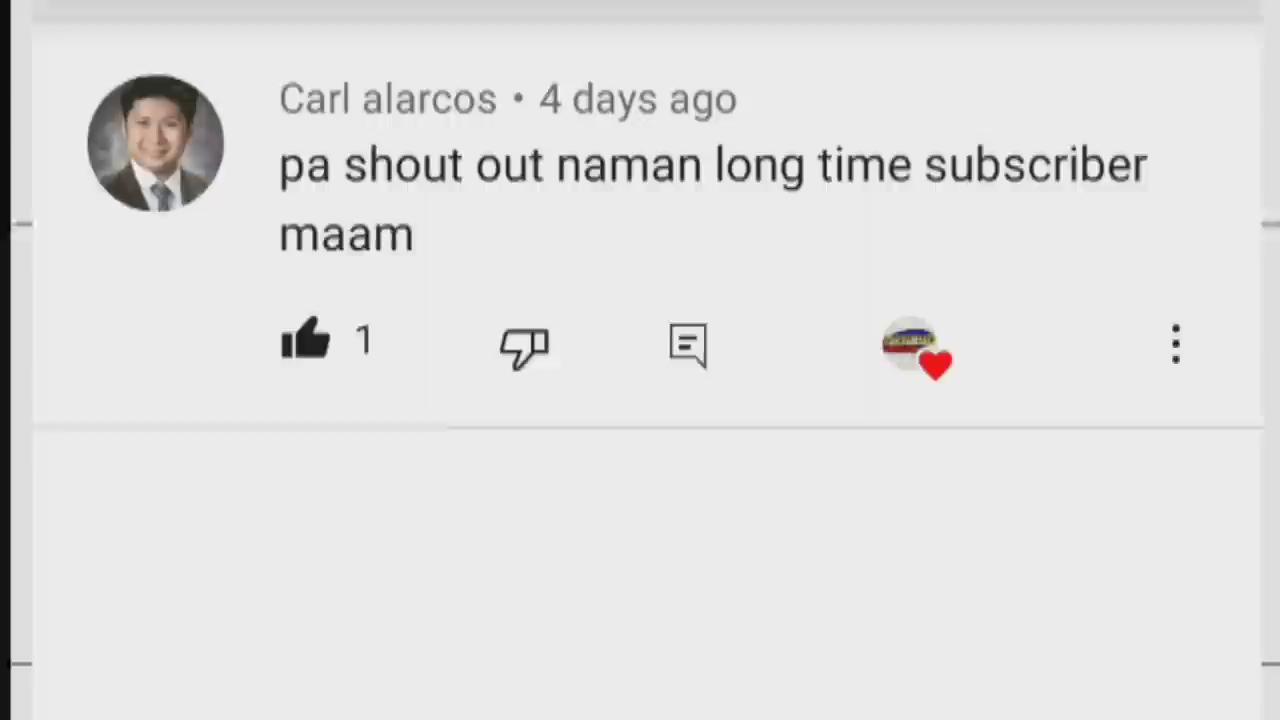 Carl alarcos • 4 days ago
pa shout out naman long time subscriber
maam
1